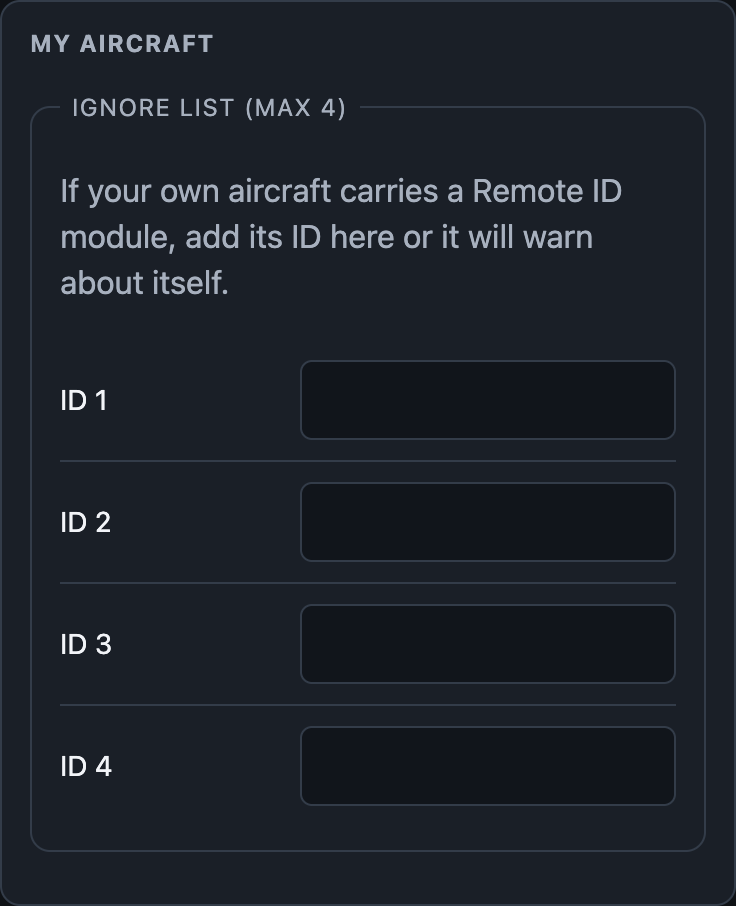 MY AIRCRAFT
IGNORE LIST (MAX 4)
If your own aircraft carries a Remote ID
module, add its ID here or it will warn
about itself.
ID 1
ID 2
ID 3
ID 4